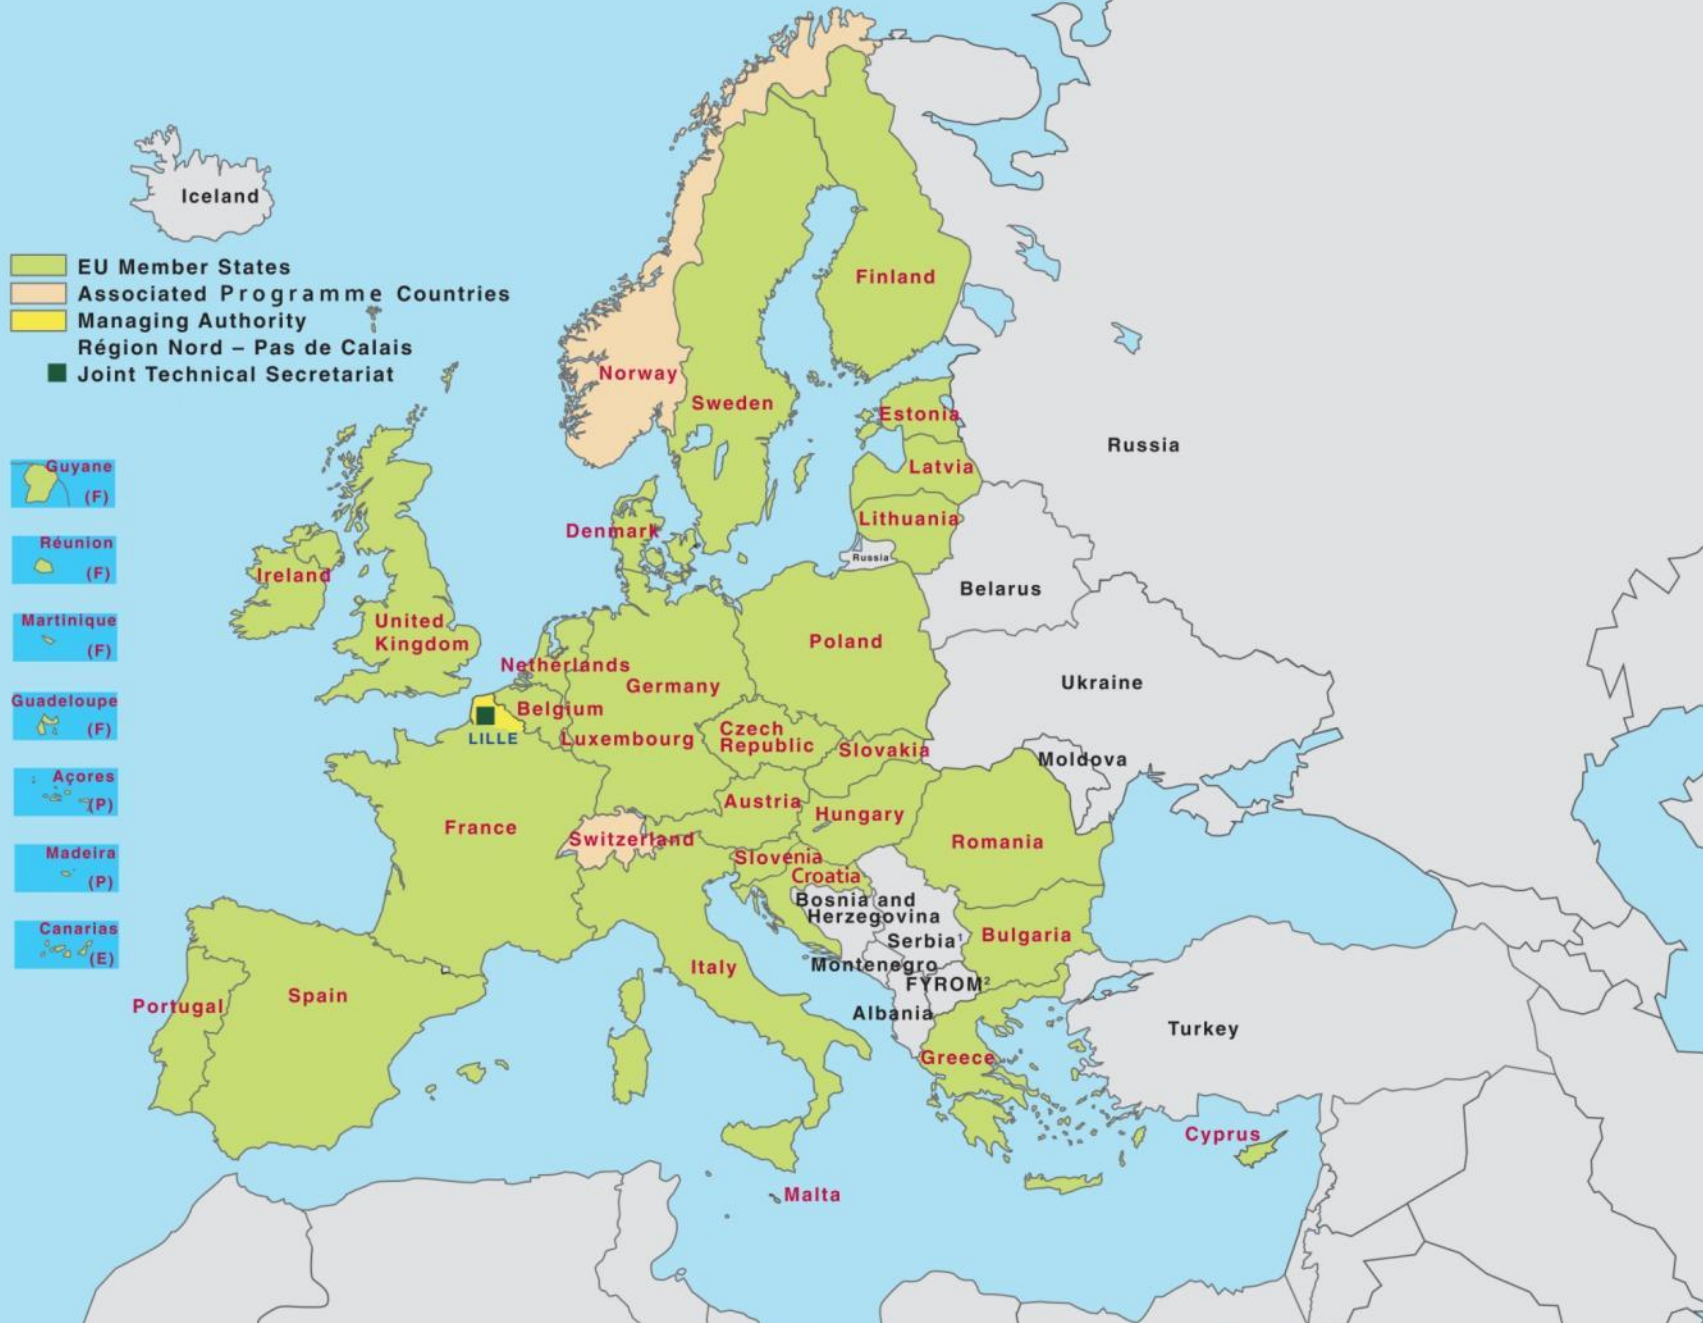 Iceland
EU Member States
Associated Programme Countries
Managing Authority
Région Nord – Pas de Calais
Joint Technical Secretariat
Guyane
(F)
Réunion
(F)
Martinique
(F)
Guadeloupe
(F)
Açores
(P)
Madeira
(P)
Canarias
(E)
Finland
Norway
Sweden
Estonia
Russia
Latvia
Lithuania
Denmark
Russia
Ireland
Belarus
United
Kingdom
Poland
Netherlands
Germany
Ukraine
Belgium
LILLE
Luxembourg
Czech
Republic
Slovakia
Moldova
Austria
Hungary
France
Switzerland
Romania
Slovenia
Croatia
Bosnia and
Herzegovina
Serbia¹
Bulgaria
Montenegro
Italy
FYROM²
Spain
Portugal
Albania
Turkey
Greece
Cyprus
Malta